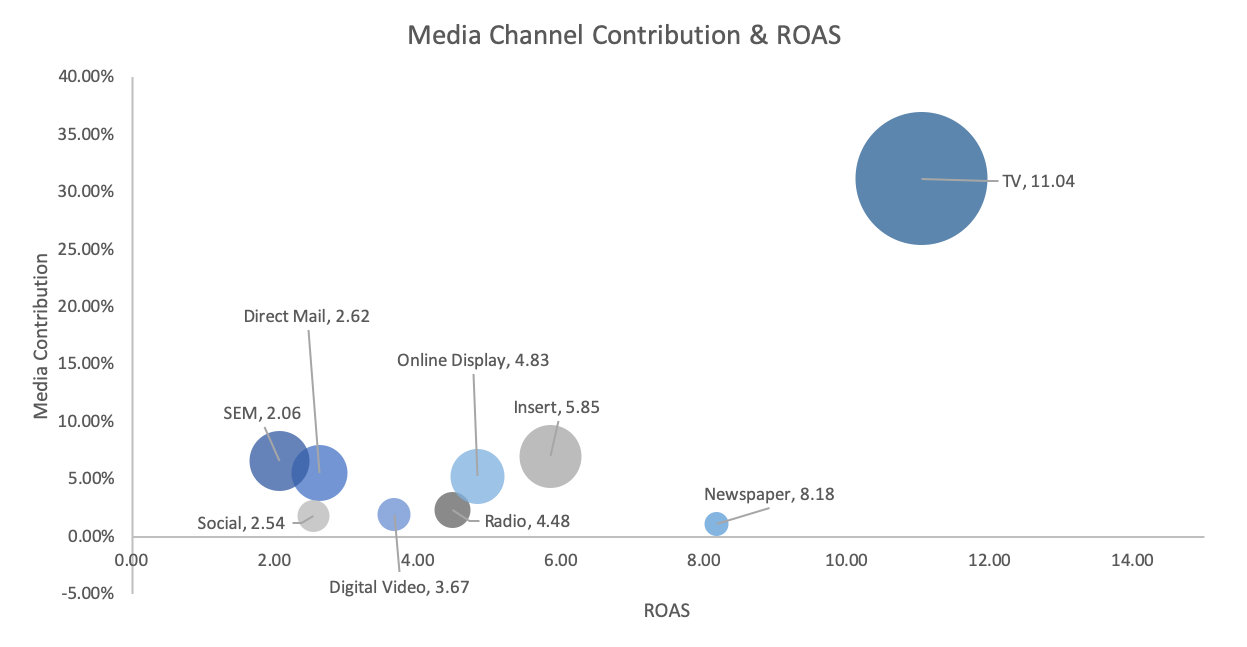 Media Channel Contribution & ROAS
40.00%
35.00%
30.00%
25.00%
20.00%
15.00%
10.00%
5.00%
0.00%
-5.00%
Media Contribution
TV, 11.04
Direct Mail, 2.62
Online Display, 4.83
SEM, 2.06
Insert, 5.85
Newspaper, 8.18
Social, 2.54
Radio, 4.48
Digital Video, 3.67
0.00 2.00 4.00 6.00 8.00 10.00 12.00 14.00
ROAS